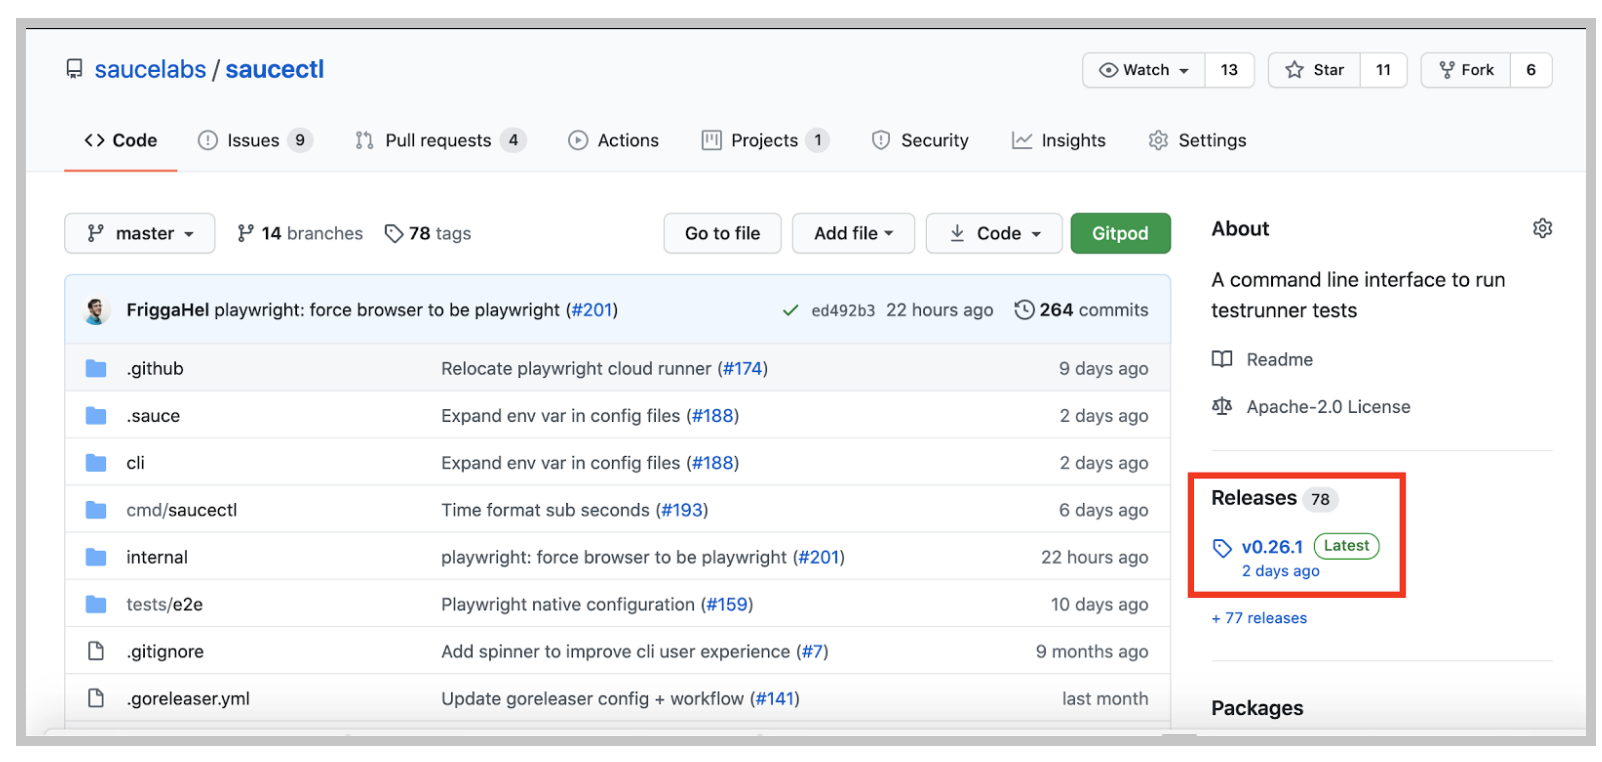 saucelabs / saucectl
Watch 13 Star 11 Fork 6
Code Issues 9 Pull requests 4 Actions Projects 1 Security Insights Settings
master 14 branches 78 tags Go to file Add file Code Gitpod
FriggaHel playwright: force browser to be playwright (#201) ed492b3 22 hours ago 264 commits
.github Relocate playwright cloud runner (#174) 9 days ago
.sauce Expand env var in config files (#188) 2 days ago
cli Expand env var in config files (#188) 2 days ago
cmd/saucectl Time format sub seconds (#193) 6 days ago
internal playwright: force browser to be playwright (#201) 22 hours ago
tests/e2e Playwright native configuration (#159) 10 days ago
.gitignore Add spinner to improve cli user experience (#7) 9 months ago
.goreleaser.yml Update goreleaser config + workflow (#141) last month
About
A command line interface to run
testrunner tests
Readme
Apache-2.0 License
Releases 78
v0.26.1 Latest
2 days ago
+ 77 releases
Packages